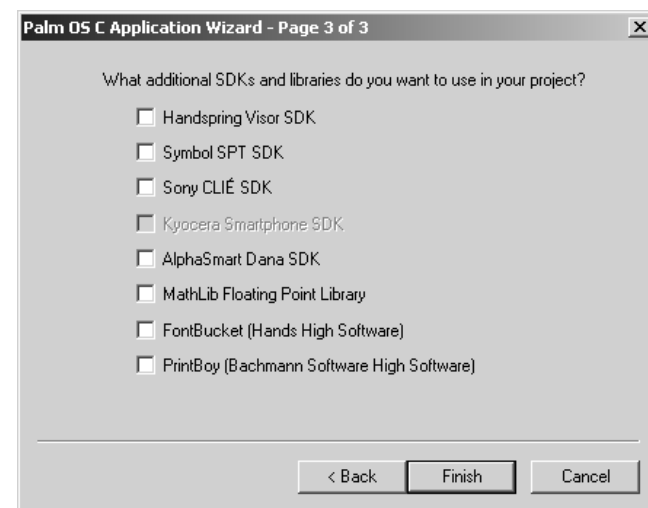 Palm OS C Application Wizard - Page 3 of 3
What additional SDKs and libraries do you want to use in your project?
Handspring Visor SDK
Symbol SPT SDK
Sony CLIÉ SDK
Kyocera Smartphone SDK
AlphaSmart Dana SDK
MathLib Floating Point Library
FontBucket (Hands High Software)
PrintBoy (Bachmann Software High Software)
< Back Finish Cancel